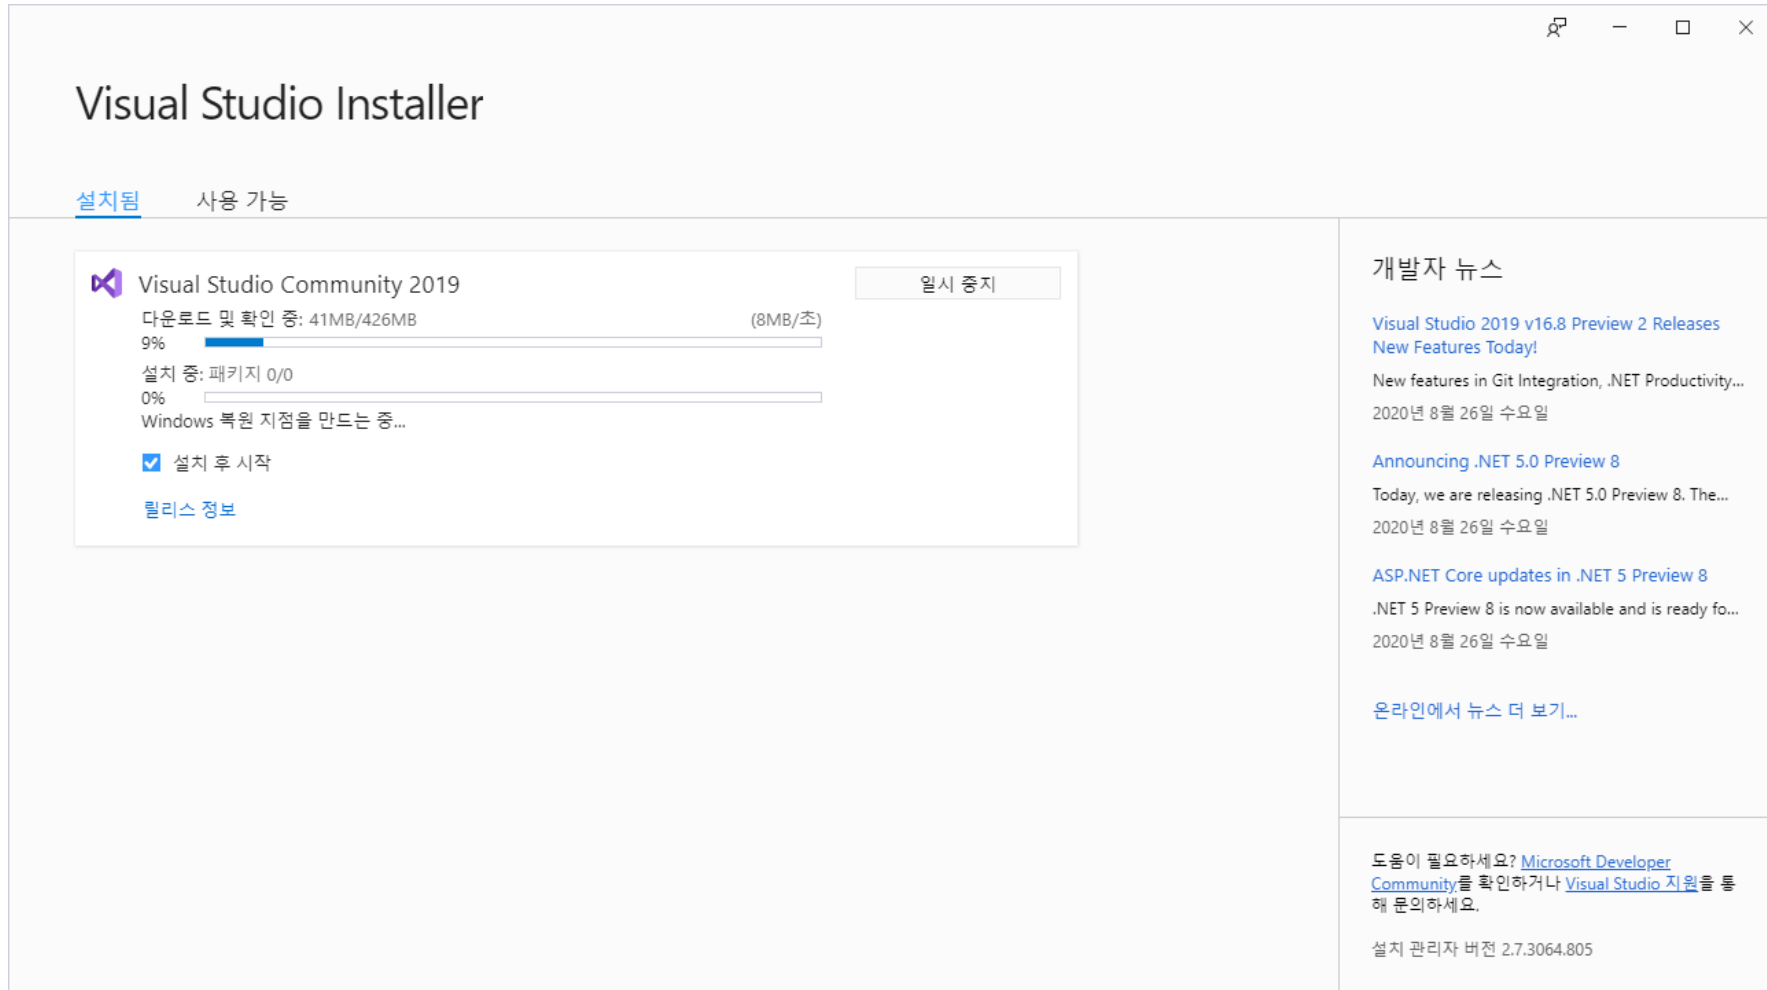 Visual Studio Installer
설치됨 사용 가능
Visual Studio Community 2019
일시 중지
다운로드 및 확인 중: 41MB/426MB (8MB/초)
9%
설치 중: 패키지 0/0
0%
Windows 복원 지점을 만드는 중...
설치 후 시작
릴리스 정보
개발자 뉴스
Visual Studio 2019 v16.8 Preview 2 Releases
New Features Today!
New features in Git Integration, .NET Productivity...
2020년 8월 26일 수요일
Announcing .NET 5.0 Preview 8
Today, we are releasing .NET 5.0 Preview 8. The...
2020년 8월 26일 수요일
ASP.NET Core updates in .NET 5 Preview 8
.NET 5 Preview 8 is now available and is ready fo...
2020년 8월 26일 수요일
온라인에서 뉴스 더 보기...
도움이 필요하세요? Microsoft Developer
Community를 확인하거나 Visual Studio 지원을 통
해 문의하세요.
설치 관리자 버전 2.7.3064.805